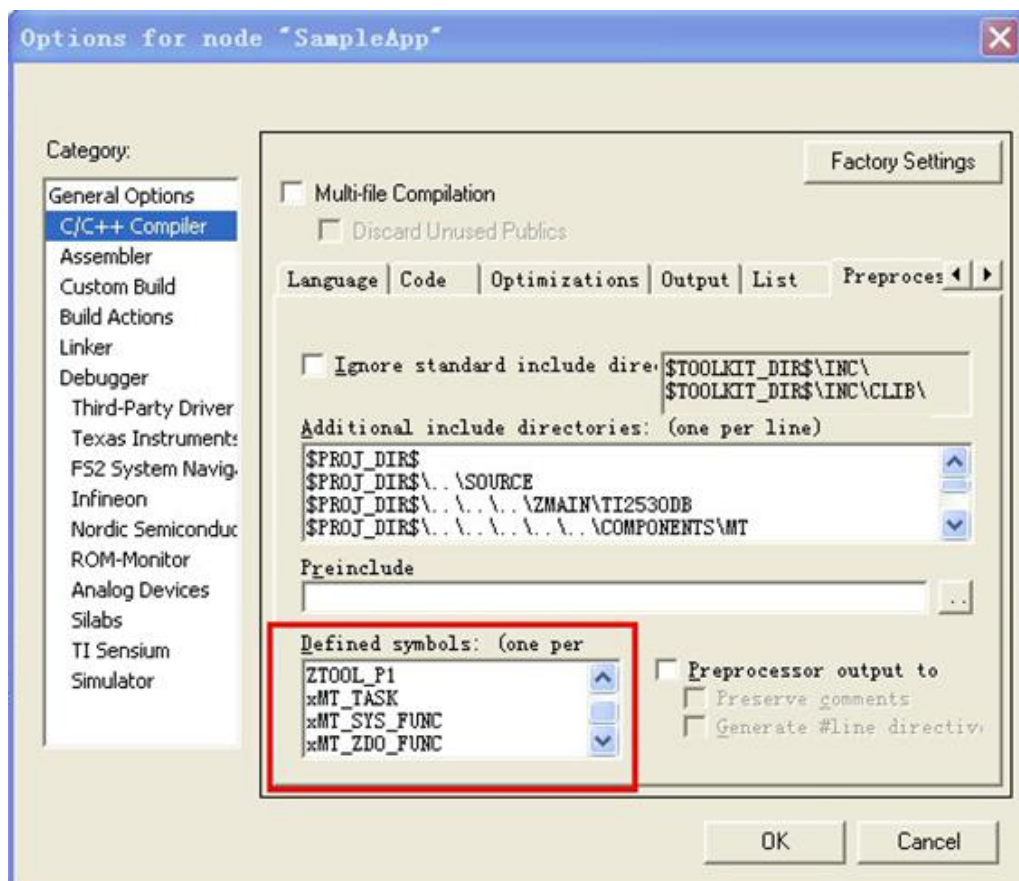 Options for node "SampleApp"
Category:
General Options
C/C++ Compiler
Assembler
Custom Build
Build Actions
Linker
Debugger
Third-Party Driver
Texas Instruments
FS2 System Navig
Infineon
Nordic Semiconduc
ROM-Monitor
Analog Devices
Silabs
TI Sensium
Simulator
Factory Settings
Multi-file Compilation
Discard Unused Publics
Language Code Optimizations Output List Preproces
Ignore standard include dire
$TOOLKIT_DIR$\INC\
$TOOLKIT_DIR$\INC\CLIB\
Additional include directories: (one per line)
$PROJ_DIR$
$PROJ_DIR$\..\SOURCE
$PROJ_DIR$\..\..\..\ZMAIN\TI2530DB
$PROJ_DIR$\..\..\..\..\..\COMPONENTS\MT
Preinclude
..
Defined symbols: (one per
ZTOOL_P1
xMT_TASK
xMT_SYS_FUNC
xMT_ZDO_FUNC
Preprocessor output to
Preserve comments
Generate #line directiv
OK
Cancel